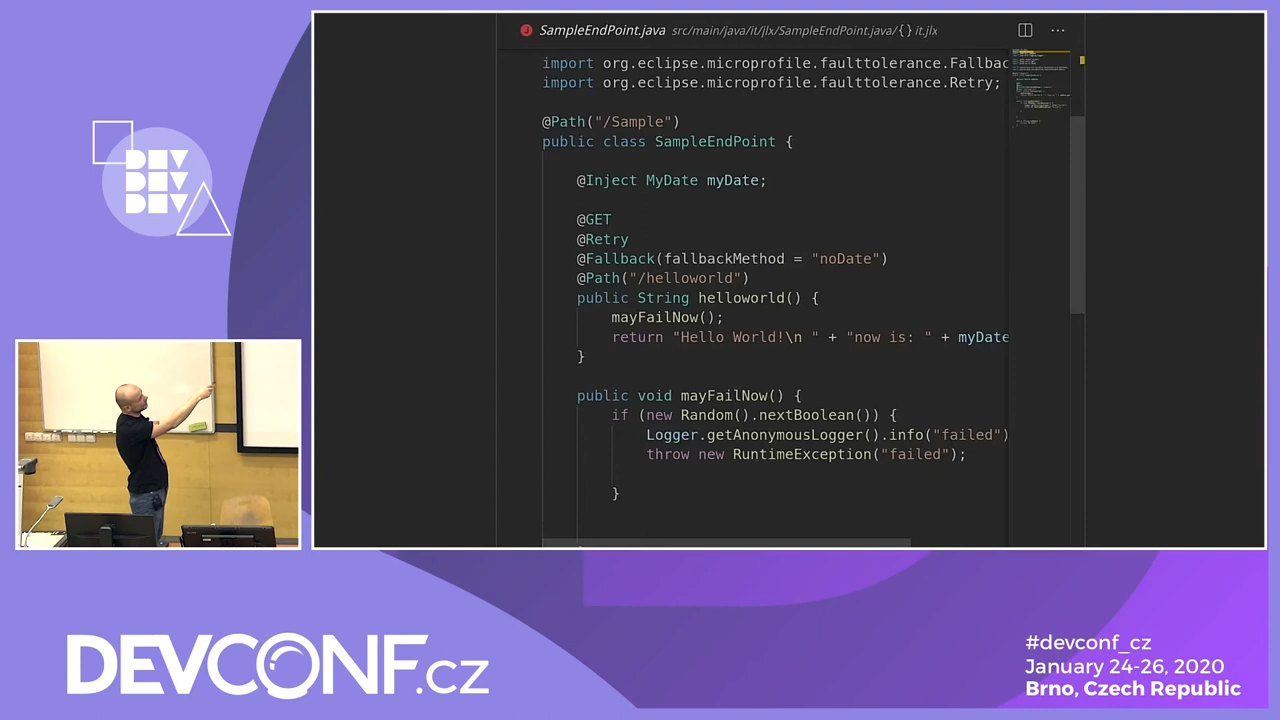 DEV
DEV
DEV
SampleEndPoint.java src/main/java/it/jlx/SampleEndPoint.java/{} it.jlx
import org.eclipse.microprofile.faulttolerance.Fallbac
import org.eclipse.microprofile.faulttolerance.Retry;
@Path("/Sample")
public class SampleEndPoint {
@Inject MyDate myDate;
@GET
@Retry
@Fallback(fallbackMethod = "noDate")
@Path("/helloworld")
public String helloworld() {
mayFailNow();
return "Hello World!\n " + "now is: " + myDate
}
public void mayFailNow() {
if (new Random().nextBoolean()) {
Logger.getAnonymousLogger().info("failed")
throw new RuntimeException("failed");
}
DEVCONF.cz
#devconf_cz
January 24-26, 2020
Brno, Czech Republic